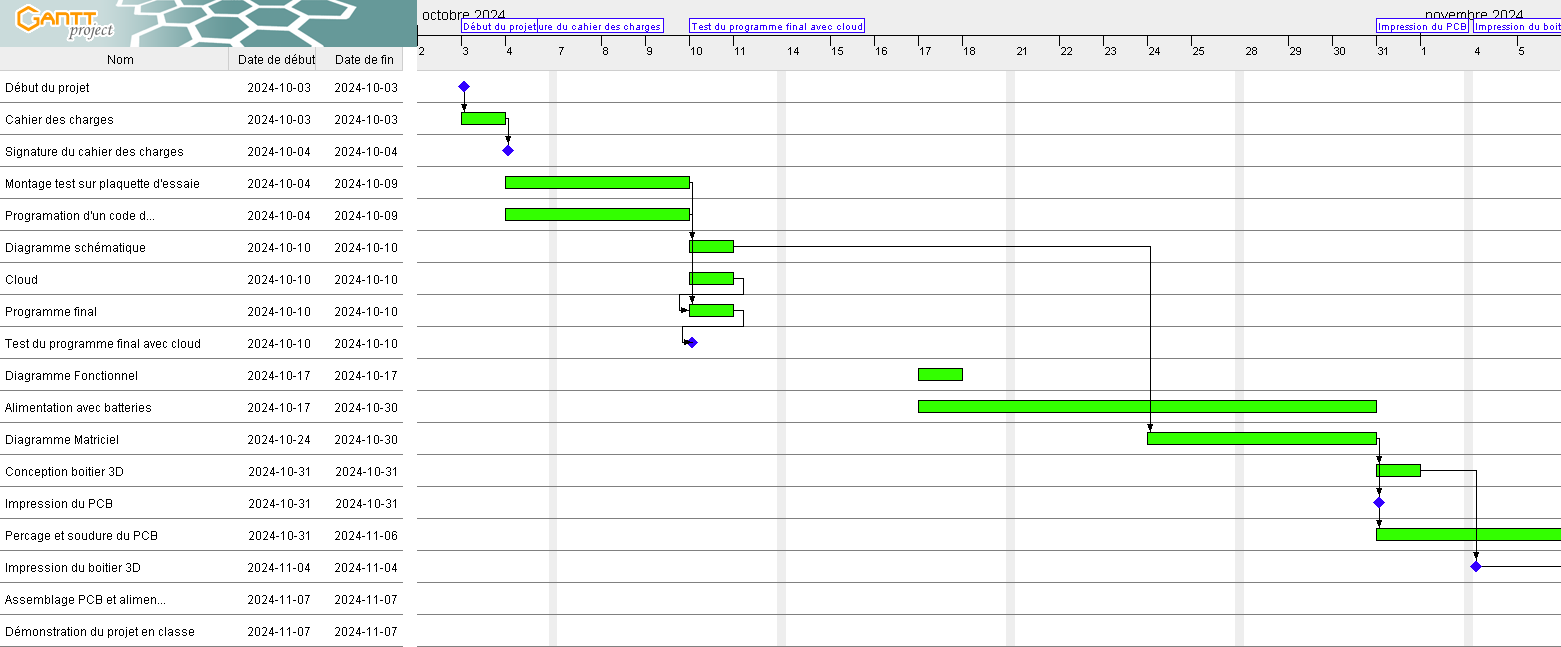 GANTT
project
octobre 2024
novembre 2024
Début du projet
ure du cahier des charges
Test du programme final avec cloud
Impression du PCB
Impression du boit
2 3 4 7 8 9 10 11 14 15 16 17 18 21 22 23 24 25 28 29 30 31 1 4 5
Nom Date de début Date de fin
Début du projet 2024-10-03 2024-10-03
Cahier des charges 2024-10-03 2024-10-03
Signature du cahier des charges 2024-10-04 2024-10-04
Montage test sur plaquette d'essaie 2024-10-04 2024-10-09
Programation d'un code d... 2024-10-04 2024-10-09
Diagramme schématique 2024-10-10 2024-10-10
Cloud 2024-10-10 2024-10-10
Programme final 2024-10-10 2024-10-10
Test du programme final avec cloud 2024-10-10 2024-10-10
Diagramme Fonctionnel 2024-10-17 2024-10-17
Alimentation avec batteries 2024-10-17 2024-10-30
Diagramme Matriciel 2024-10-24 2024-10-30
Conception boitier 3D 2024-10-31 2024-10-31
Impression du PCB 2024-10-31 2024-10-31
Percage et soudure du PCB 2024-10-31 2024-11-06
Impression du boitier 3D 2024-11-04 2024-11-04
Assemblage PCB et alimen... 2024-11-07 2024-11-07
Démonstration du projet en classe 2024-11-07 2024-11-07